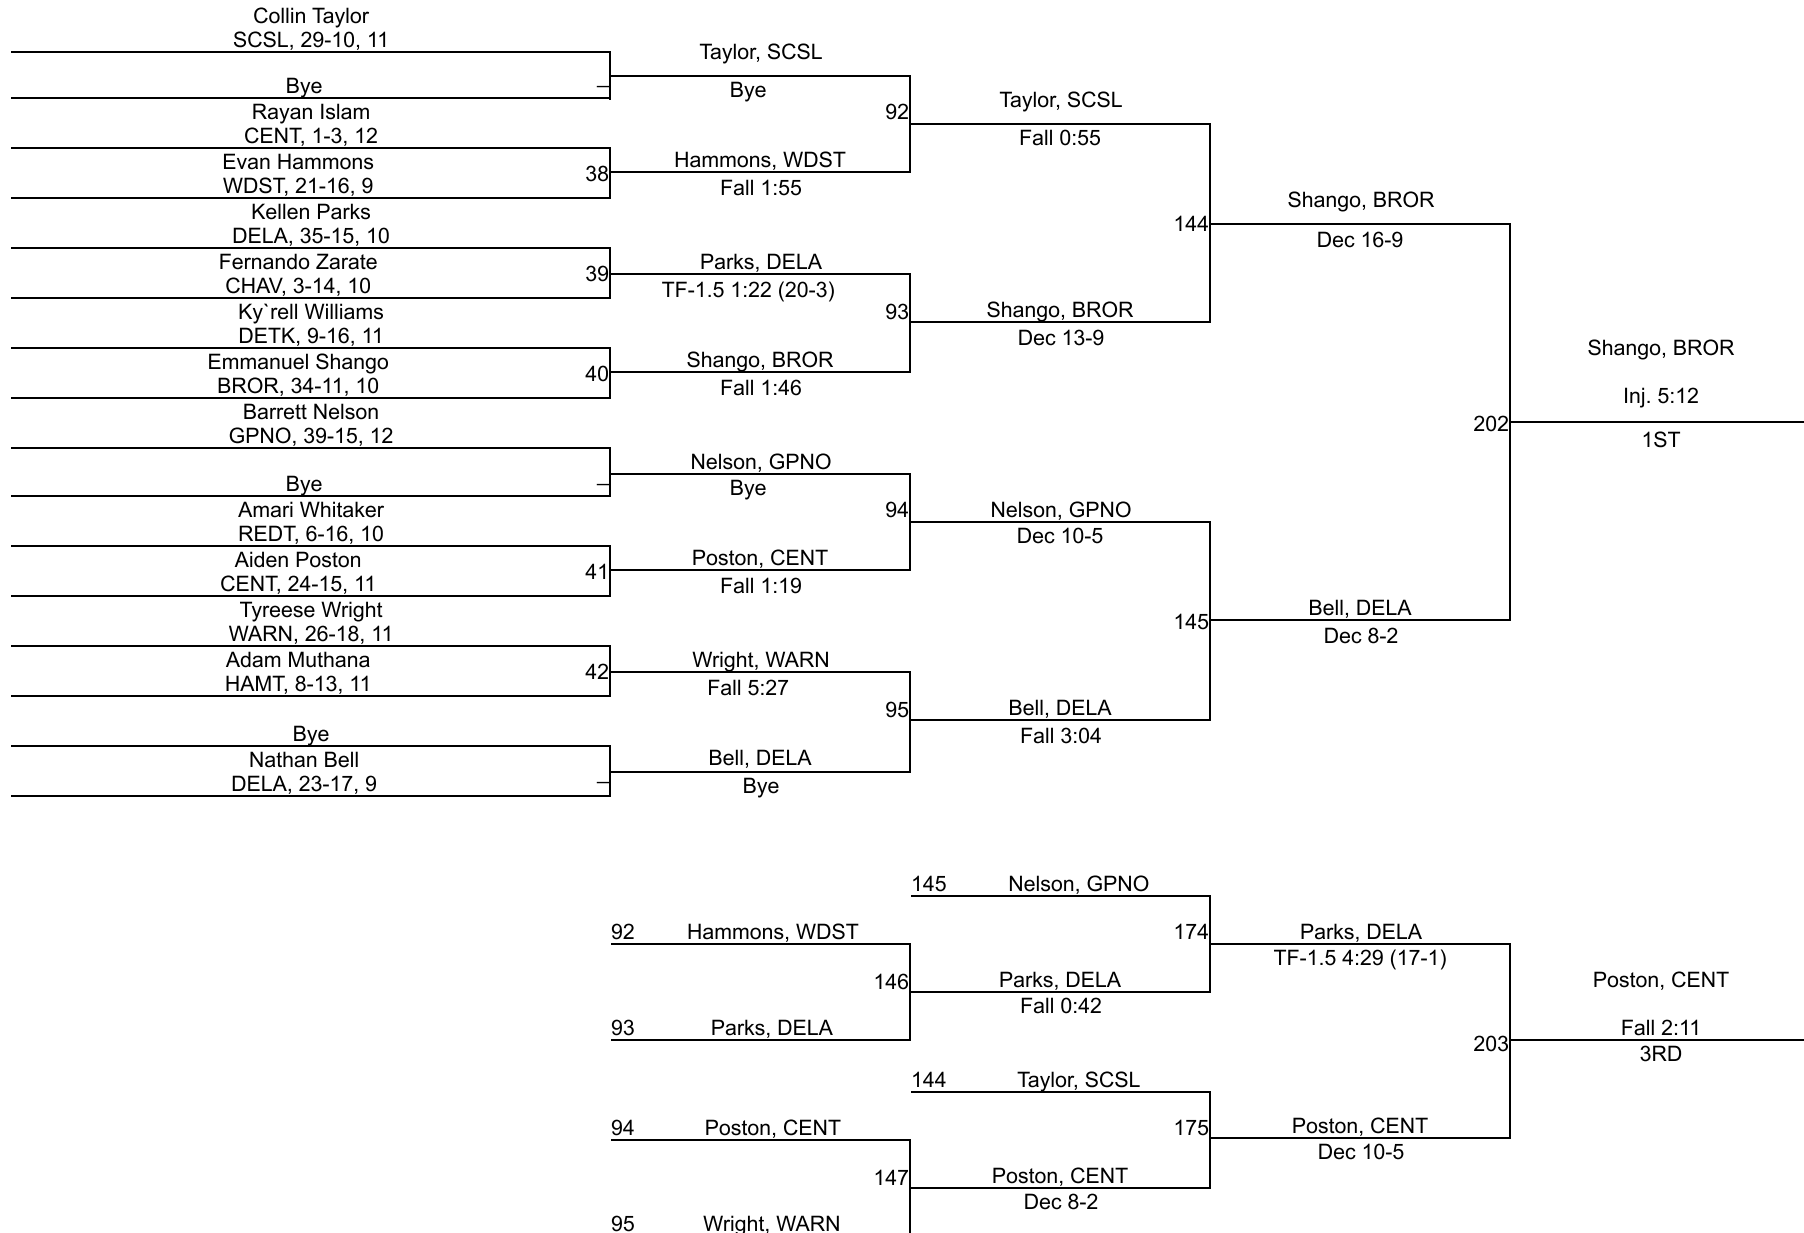 Collin Taylor
SCSL, 29-10, 11
Bye
Rayan Islam
CENT, 1-3, 12
Evan Hammons
WDST, 21-16, 9
Kellen Parks
DELA, 35-15, 10
Fernando Zarate
CHAV, 3-14, 10
Ky`rell Williams
DETK, 9-16, 11
Emmanuel Shango
BROR, 34-11, 10
Barrett Nelson
GPNO, 39-15, 12
Bye
Amari Whitaker
REDT, 6-16, 10
Aiden Poston
CENT, 24-15, 11
Tyreese Wright
WARN, 26-18, 11
Adam Muthana
HAMT, 8-13, 11
Bye
Nathan Bell
DELA, 23-17, 9
Taylor, SCSL
Bye
38
Hammons, WDST
Fall 1:55
39
Parks, DELA
TF-1.5 1:22 (20-3)
40
Shango, BROR
Fall 1:46
Nelson, GPNO
Bye
41
Poston, CENT
Fall 1:19
42
Wright, WARN
Fall 5:27
Bell, DELA
Bye
92
Taylor, SCSL
Fall 0:55
93
Shango, BROR
Dec 13-9
94
Nelson, GPNO
Dec 10-5
95
Bell, DELA
Fall 3:04
144
Shango, BROR
Dec 16-9
145
Bell, DELA
Dec 8-2
202
Shango, BROR
Inj. 5:12
1ST
145 Nelson, GPNO
92 Hammons, WDST
93 Parks, DELA
146
Parks, DELA
Fall 0:42
144 Taylor, SCSL
94 Poston, CENT
95 Wright, WARN
147
Poston, CENT
Dec 8-2
174
Parks, DELA
TF-1.5 4:29 (17-1)
175
Poston, CENT
Dec 10-5
203
Poston, CENT
Fall 2:11
3RD